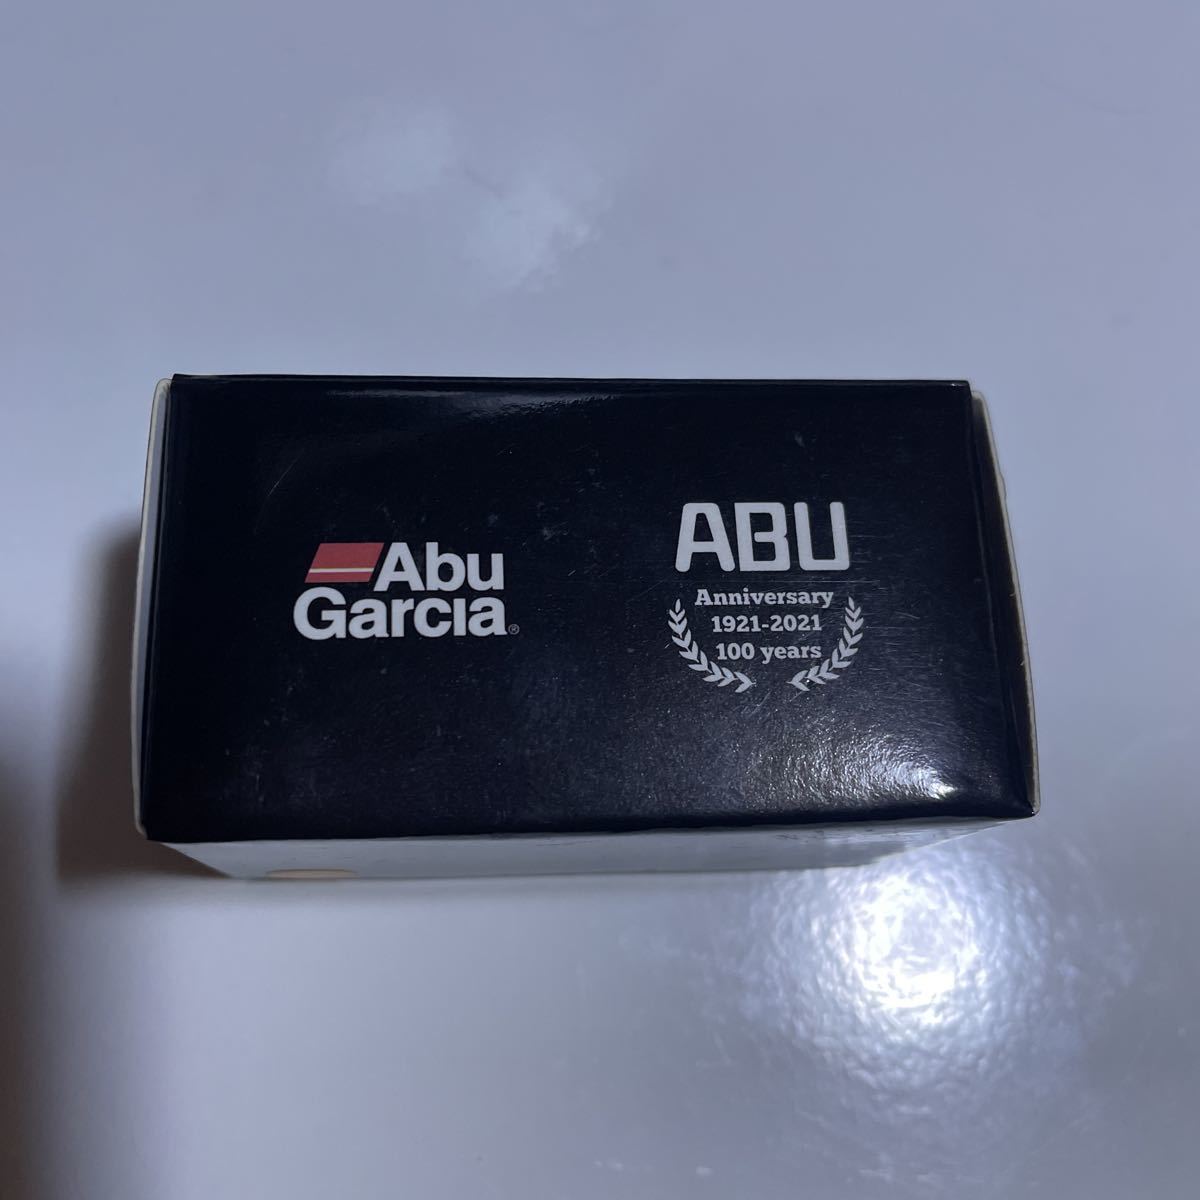 Abu
Garcia®
ABU
Anniversary
1921-2021
100 years